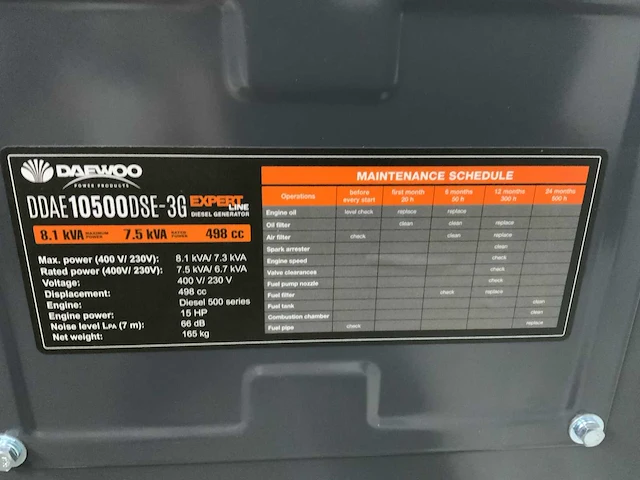 DAEWOO
POWER PRODUCTS
DDAE10500DSE-3G EXPERT LINE
DIESEL GENERATOR
8.1 kVA MAXIMUM POWER 7.5 kVA RATED POWER 498 cc
Max. power (400 V/ 230V): 8.1 kVA/ 7.3 kVA
Rated power (400V/ 230V): 7.5 kVA/ 6.7 kVA
Voltage: 400 V/ 230 V
Displacement: 498 cc
Engine: Diesel 500 series
Engine power: 15 HP
Noise level LPA (7 m): 66 dB
Net weight: 165 kg
MAINTENANCE SCHEDULE
Operations before every start first month 20 h 6 months 50 h 12 months 300 h 24 months 500 h
Engine oil laval check replace replace
Oil filter clean clean replace
Air filter check clean replace
Spark arrester clean
Engine speed check
Valve clearances check
Fuel pump nozzle check
Fuel filter check replace
Fuel tank clean
Combustion chamber clean
Fuel pipe check replace